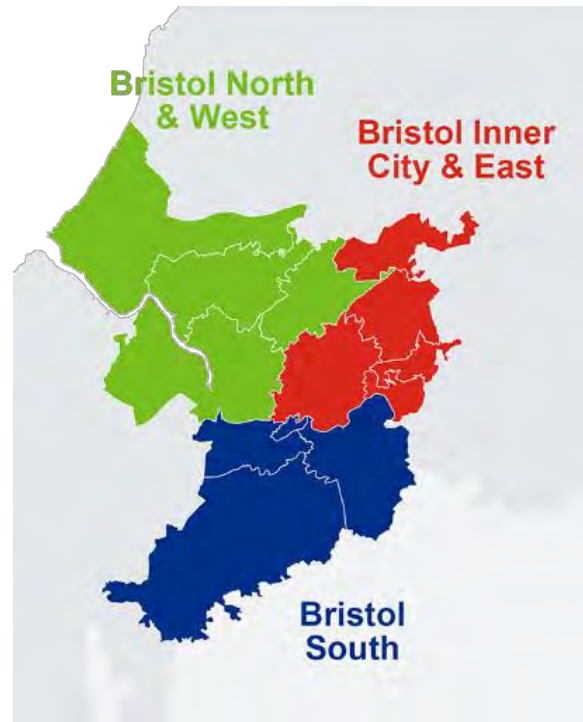 Bristol North
& West
Bristol Inner
City & East
Bristol
South